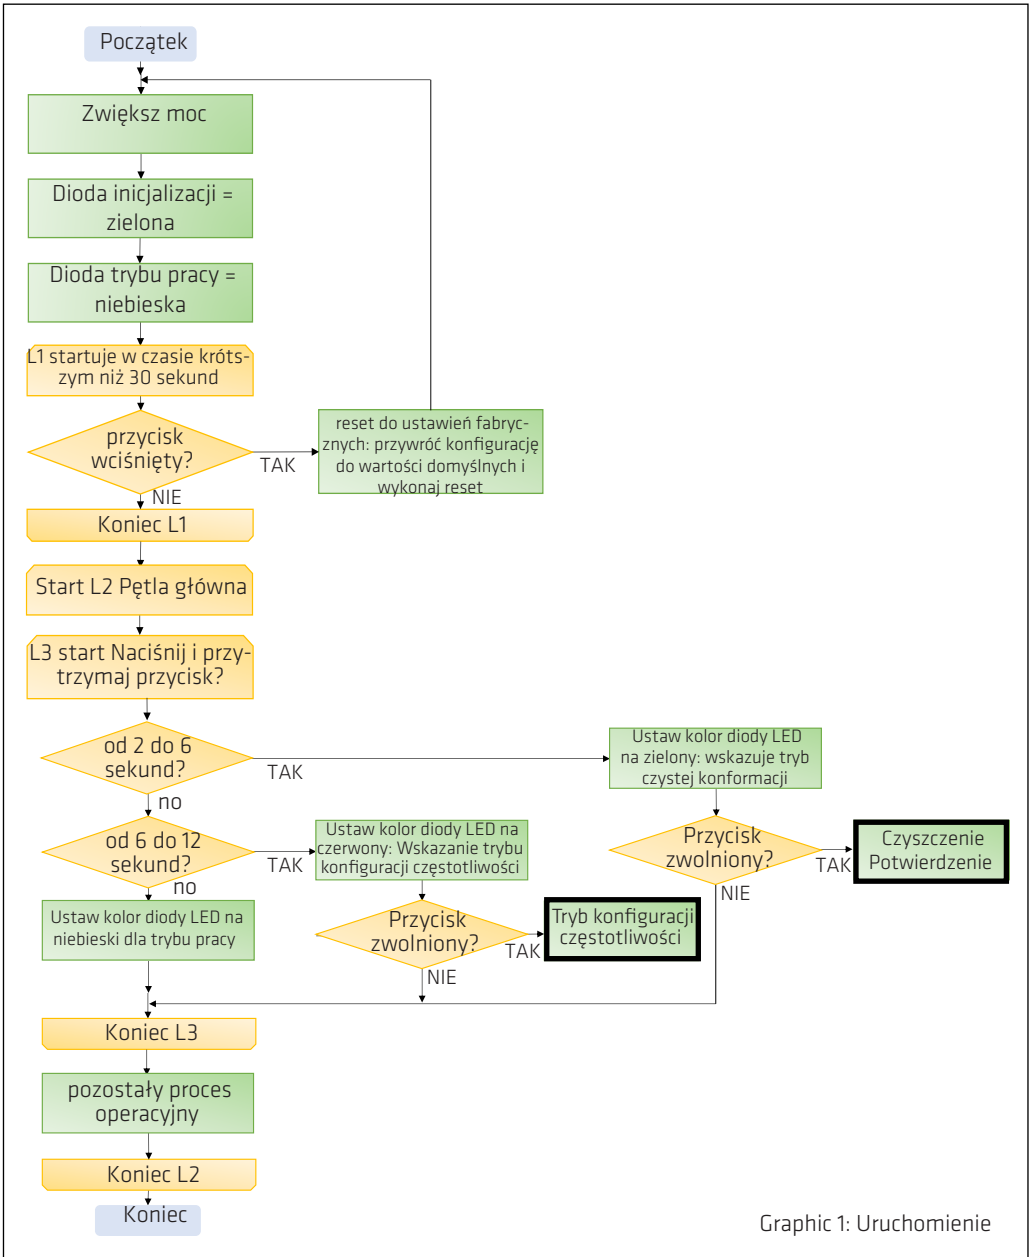 Początek
Zwiększ moc
Dioda inicjalizacji =
zielona
Dioda trybu pracy =
niebieska
L1 startuje w czasie krót-
szym niż 30 sekund
przycisk
wciśnięty?
TAK
reset do ustawień fabryc-
znych: przywróć konfigurację
do wartości domyślnych i
wykonaj reset
NIE
Koniec L1
Start L2 Pętla główna
L3 start Naciśnij i przy-
trzymaj przycisk?
od 2 do 6
sekund?
TAK
Ustaw kolor diody LED
na zielony: wskazuje tryb
czystej konformacji
no
od 6 do 12
sekund?
TAK
Ustaw kolor diody LED na
czerwony: Wskazanie trybu
konfiguracji częstotliwości
Przycisk
zwolniony?
TAK
Czyszczenie
Potwierdzenie
no
NIE
Ustaw kolor diody LED na
niebieski dla trybu pracy
Przycisk
zwolniony?
TAK
Tryb konfiguracji
częstotliwości
NIE
Koniec L3
pozostały proces
operacyjny
Koniec L2
Koniec
Graphic 1: Uruchomienie